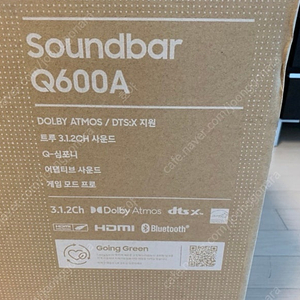 Soundbar
Q600A
DOLBY ATMOS / DTS:X 지원
트루 3.1.2CH 사운드
Q-심포니
어댑티브 사운드
게임 모드 프로
3.1.2Ch Dolby Atmos dts X
HDMI Bluetooth
Going Green